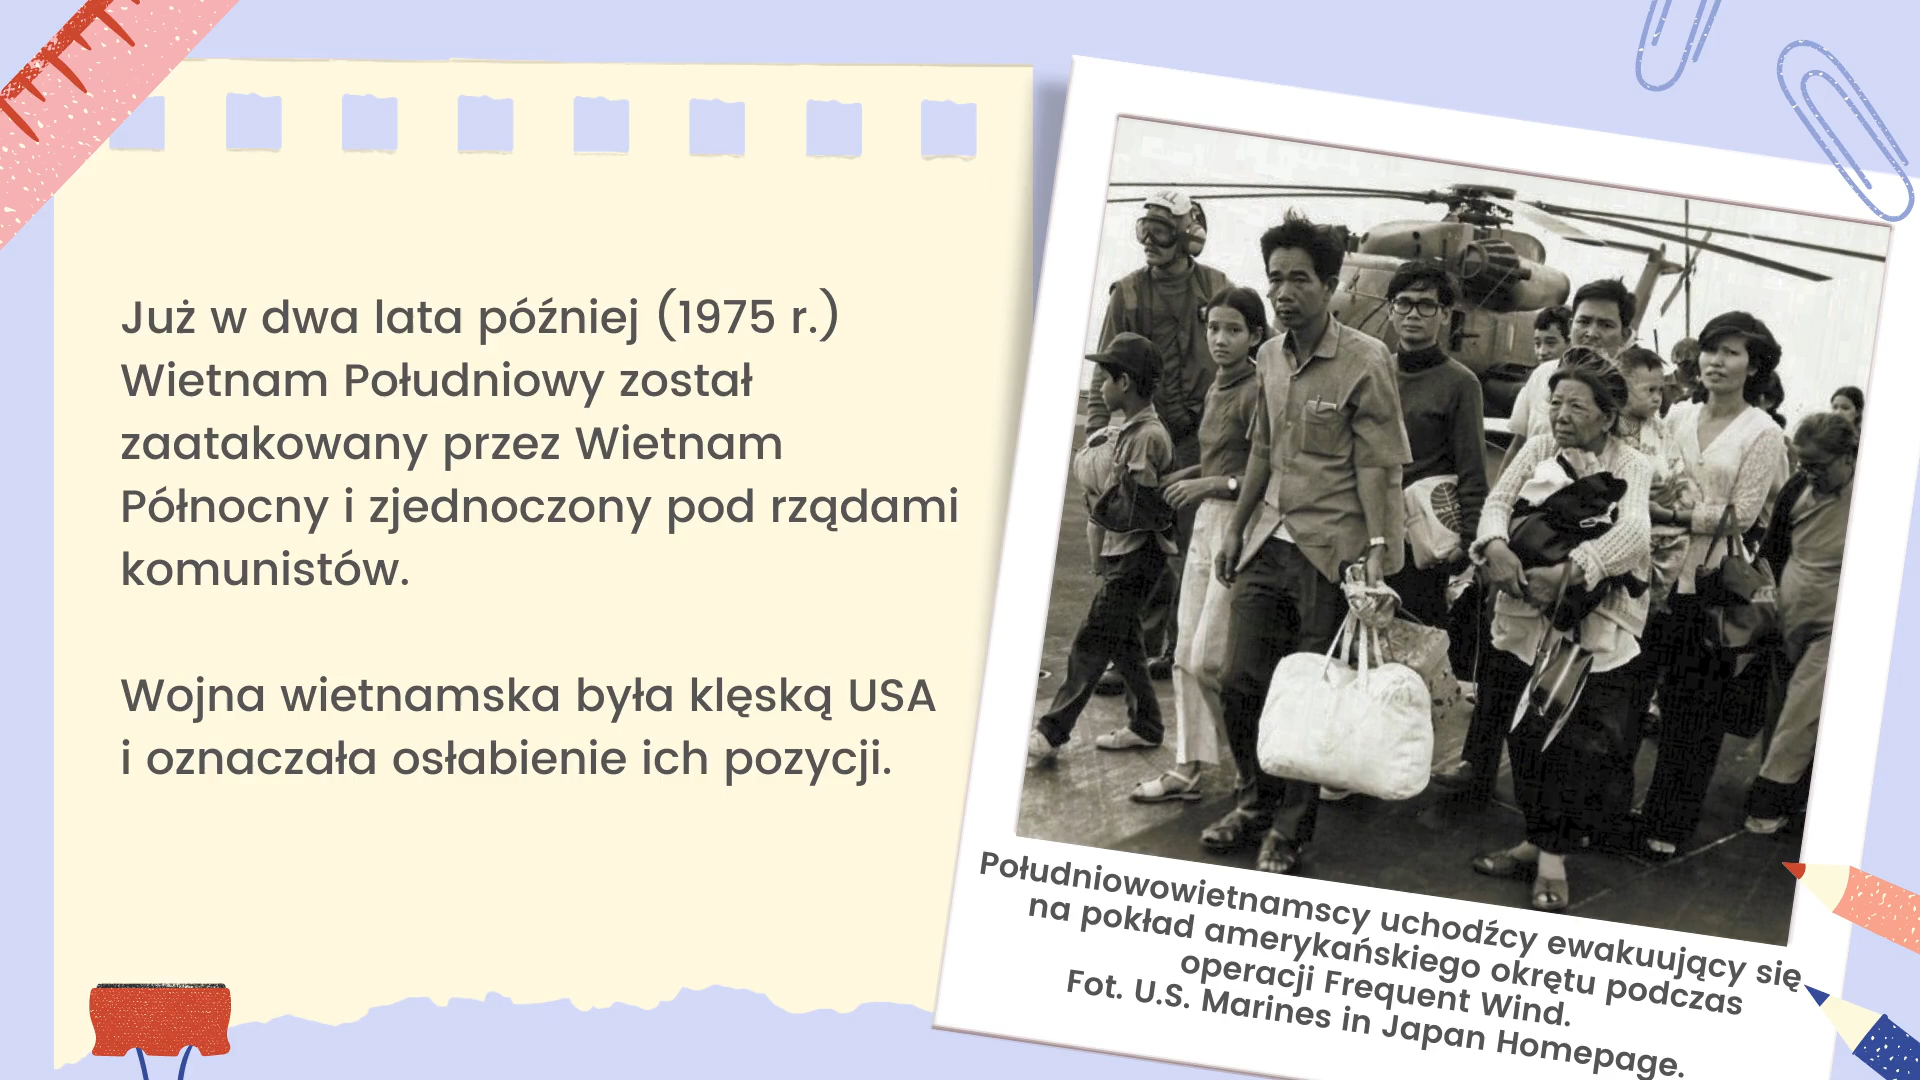 Już w dwa lata później (1975 r.)
Wietnam Południowy został
zaatakowany przez Wietnam
Północny i zjednoczony pod rządami
komunistów.
Wojna wietnamska była klęską USA
i oznaczała osłabienie ich pozycji.
Południowowietnamscy uchodźcy ewakuujący się
na pokład amerykańskiego okrętu podczas
operacji Frequent Wind.
Fot. U.S. Marines in Japan Homepage.